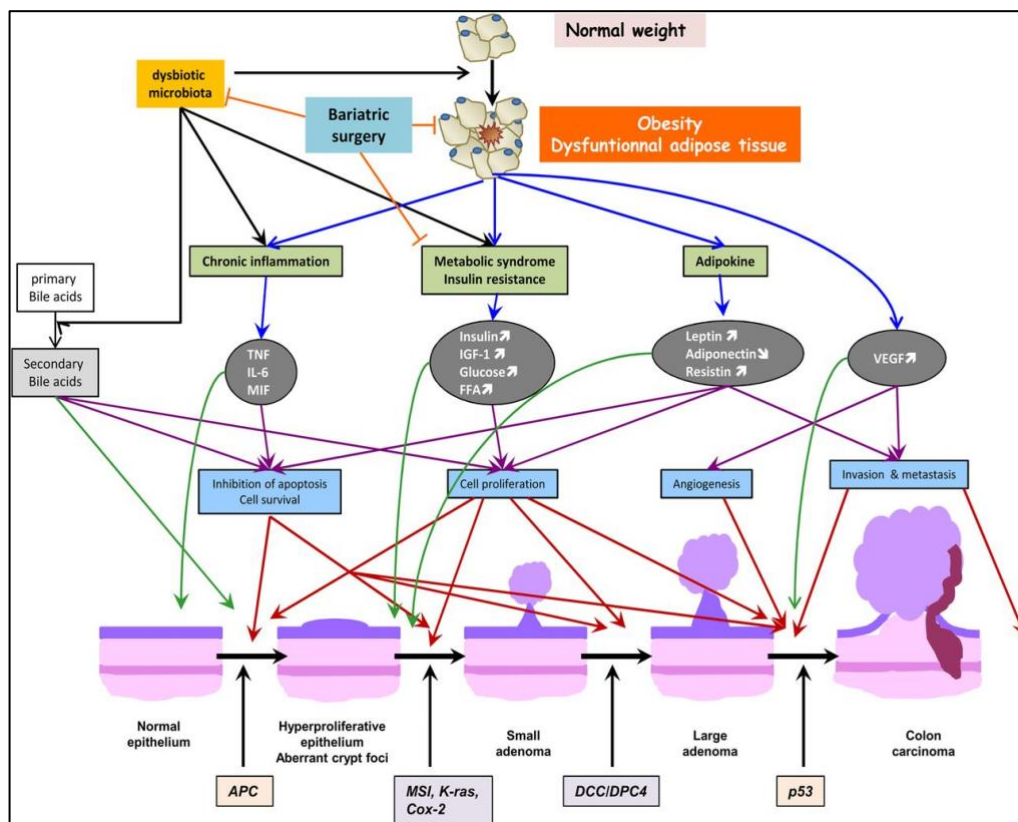 Normal weight
dysbiotic
microbiota
Bariatric
surgery
Obesity
Dysfuntionnal adipose tissue
Chronic inflammation
Metabolic syndrome
Insulin resistance
Adipokine
primary
Bile acids
Secondary
Bile acids
TNF
IL-6
MIF
Insulin↗
IGF-1 ↗
Glucose↗
FFA↗
Leptin ↗
Adiponectin↘
Resistin ↗
VEGF↗
Inhibition of apoptosis
Cell survival
Cell proliferation
Angiogenesis
Invasion & metastasis
Normal
epithelium
Hyperproliferative
epithelium
Aberrant crypt foci
Small
adenoma
Large
adenoma
Colon
carcinoma
APC
MSI, K-ras,
Cox-2
DCC/DPC4
p53